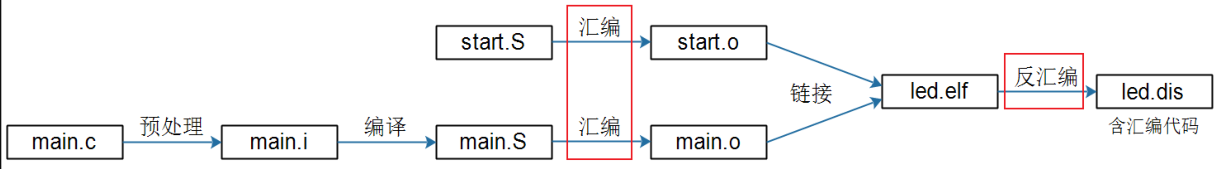 start.S
汇编
start.o
链接
led.elf
反汇编
led.dis
含汇编代码
main.c
预处理
main.i
编译
main.S
汇编
main.o